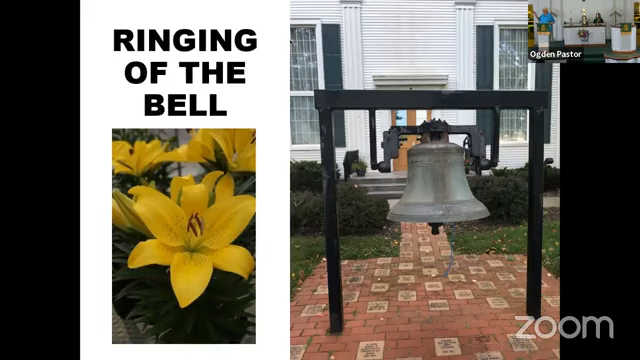 RINGING
OF THE
BELL
Ogden Pastor
zoom